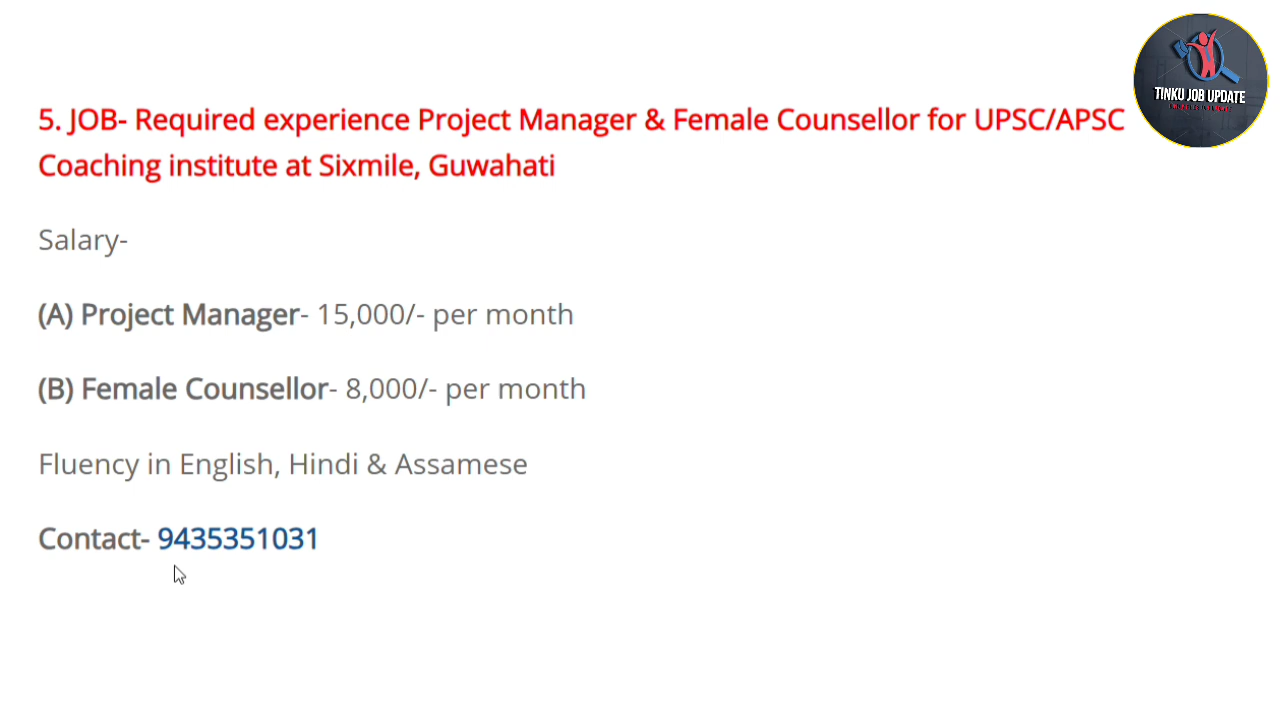 TINKU JOB UPDATE
5. JOB- Required experience Project Manager & Female Counsellor for UPSC/APSC
Coaching institute at Sixmile, Guwahati
Salary-
(A) Project Manager- 15,000/- per month
(B) Female Counsellor- 8,000/- per month
Fluency in English, Hindi & Assamese
Contact- 9435351031